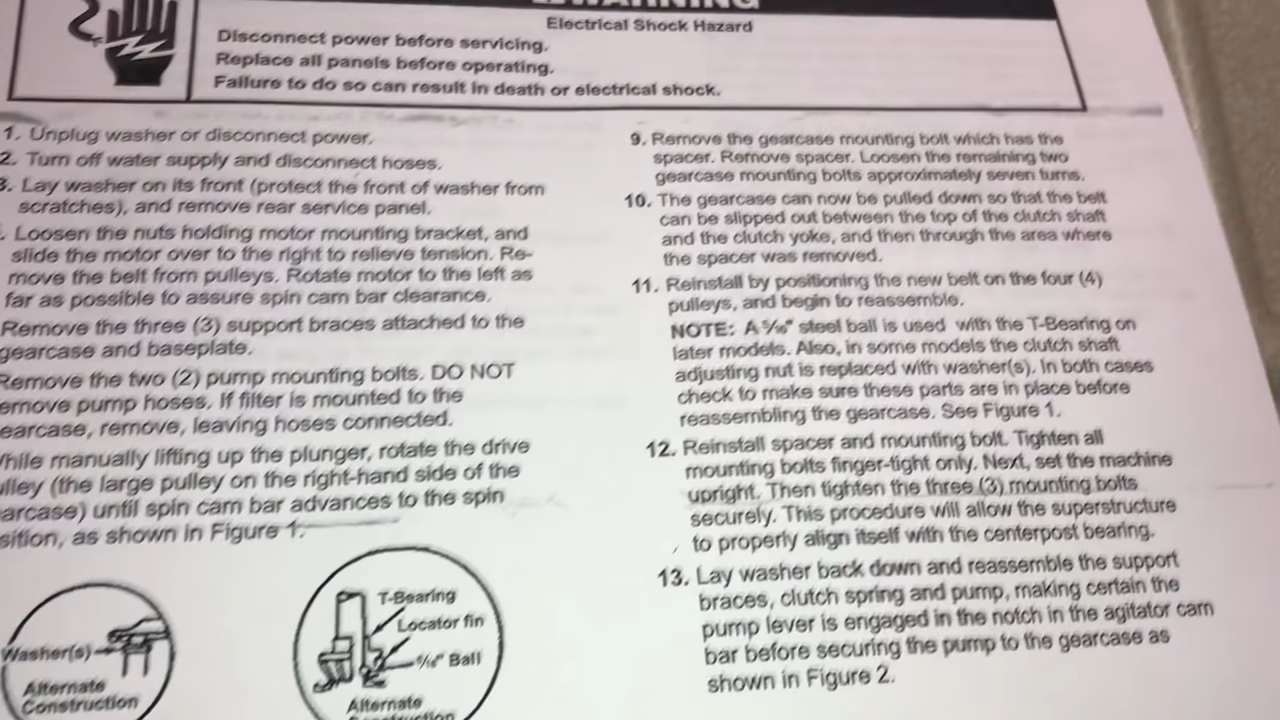 WARNING
Electrical Shock Hazard
Disconnect power before servicing.
Replace all panels before operating.
Failure to do so can result in death or electrical shock.
1. Unplug washer or disconnect power.
2. Turn off water supply and disconnect hoses.
3. Lay washer on its front (protect the front of washer from
scratches), and remove rear service panel.
. Loosen the nuts holding motor mounting bracket, and
slide the motor over to the right to relieve tension. Re-
move the belt from pulleys. Rotate motor to the left as
far as possible to assure spin cam bar clearance.
Remove the three (3) support braces attached to the
gearcase and baseplate.
Remove the two (2) pump mounting bolts. DO NOT
emove pump hoses. If filter is mounted to the
earcase, remove, leaving hoses connected.
While manually lifting up the plunger, rotate the drive
ulley (the large pulley on the right-hand side of the
earcase) until spin cam bar advances to the spin
sition, as shown in Figure 1.
Washer(s)
Alternate
Construction
T-Bearing
Locator fin
5/16" Ball
Alternate
Construction
9. Remove the gearcase mounting bolt which has the
spacer. Remove spacer. Loosen the remaining two
gearcase mounting bolts approximately seven turns.
10. The gearcase can now be pulled down so that the belt
can be slipped out between the top of the clutch shaft
and the clutch yoke, and then through the area where
the spacer was removed.
11. Reinstall by positioning the new belt on the four (4)
pulleys, and begin to reassemble.
NOTE: A 5/16" steel ball is used with the T-Bearing on
later models. Also, in some models the clutch shaft
adjusting nut is replaced with washer(s). In both cases
check to make sure these parts are in place before
reassembling the gearcase. See Figure 1.
12. Reinstall spacer and mounting bolt. Tighten all
mounting bolts finger-tight only. Next, set the machine
upright. Then tighten the three (3) mounting bolts
securely. This procedure will allow the superstructure
to properly align itself with the centerpost bearing.
13. Lay washer back down and reassemble the support
braces, clutch spring and pump, making certain the
pump lever is engaged in the notch in the agitator cam
bar before securing the pump to the gearcase as
shown in Figure 2.